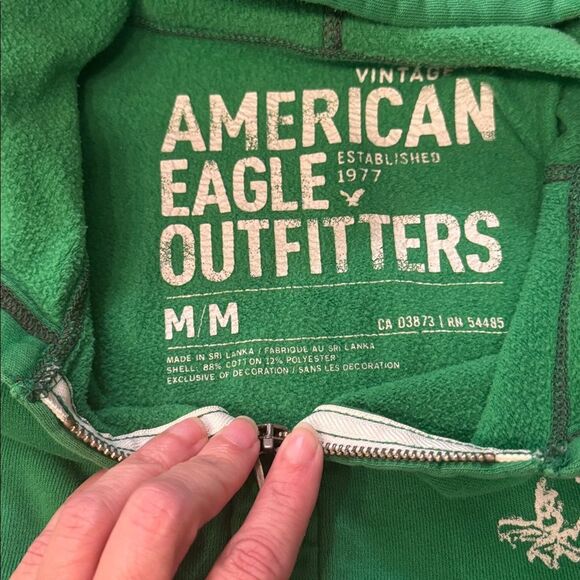 VINTAGE
AMERICAN
EAGLE
ESTABLISHED
1977
OUTFITTERS
M/M
CA 03873 | RN 54485
MADE IN SRI LANKA / FABRIQUE AU SRI LANKA
SHELL: 88% COTTON 12% POLYESTER
EXCLUSIVE OF DECORATION / SANS LES DECORATION